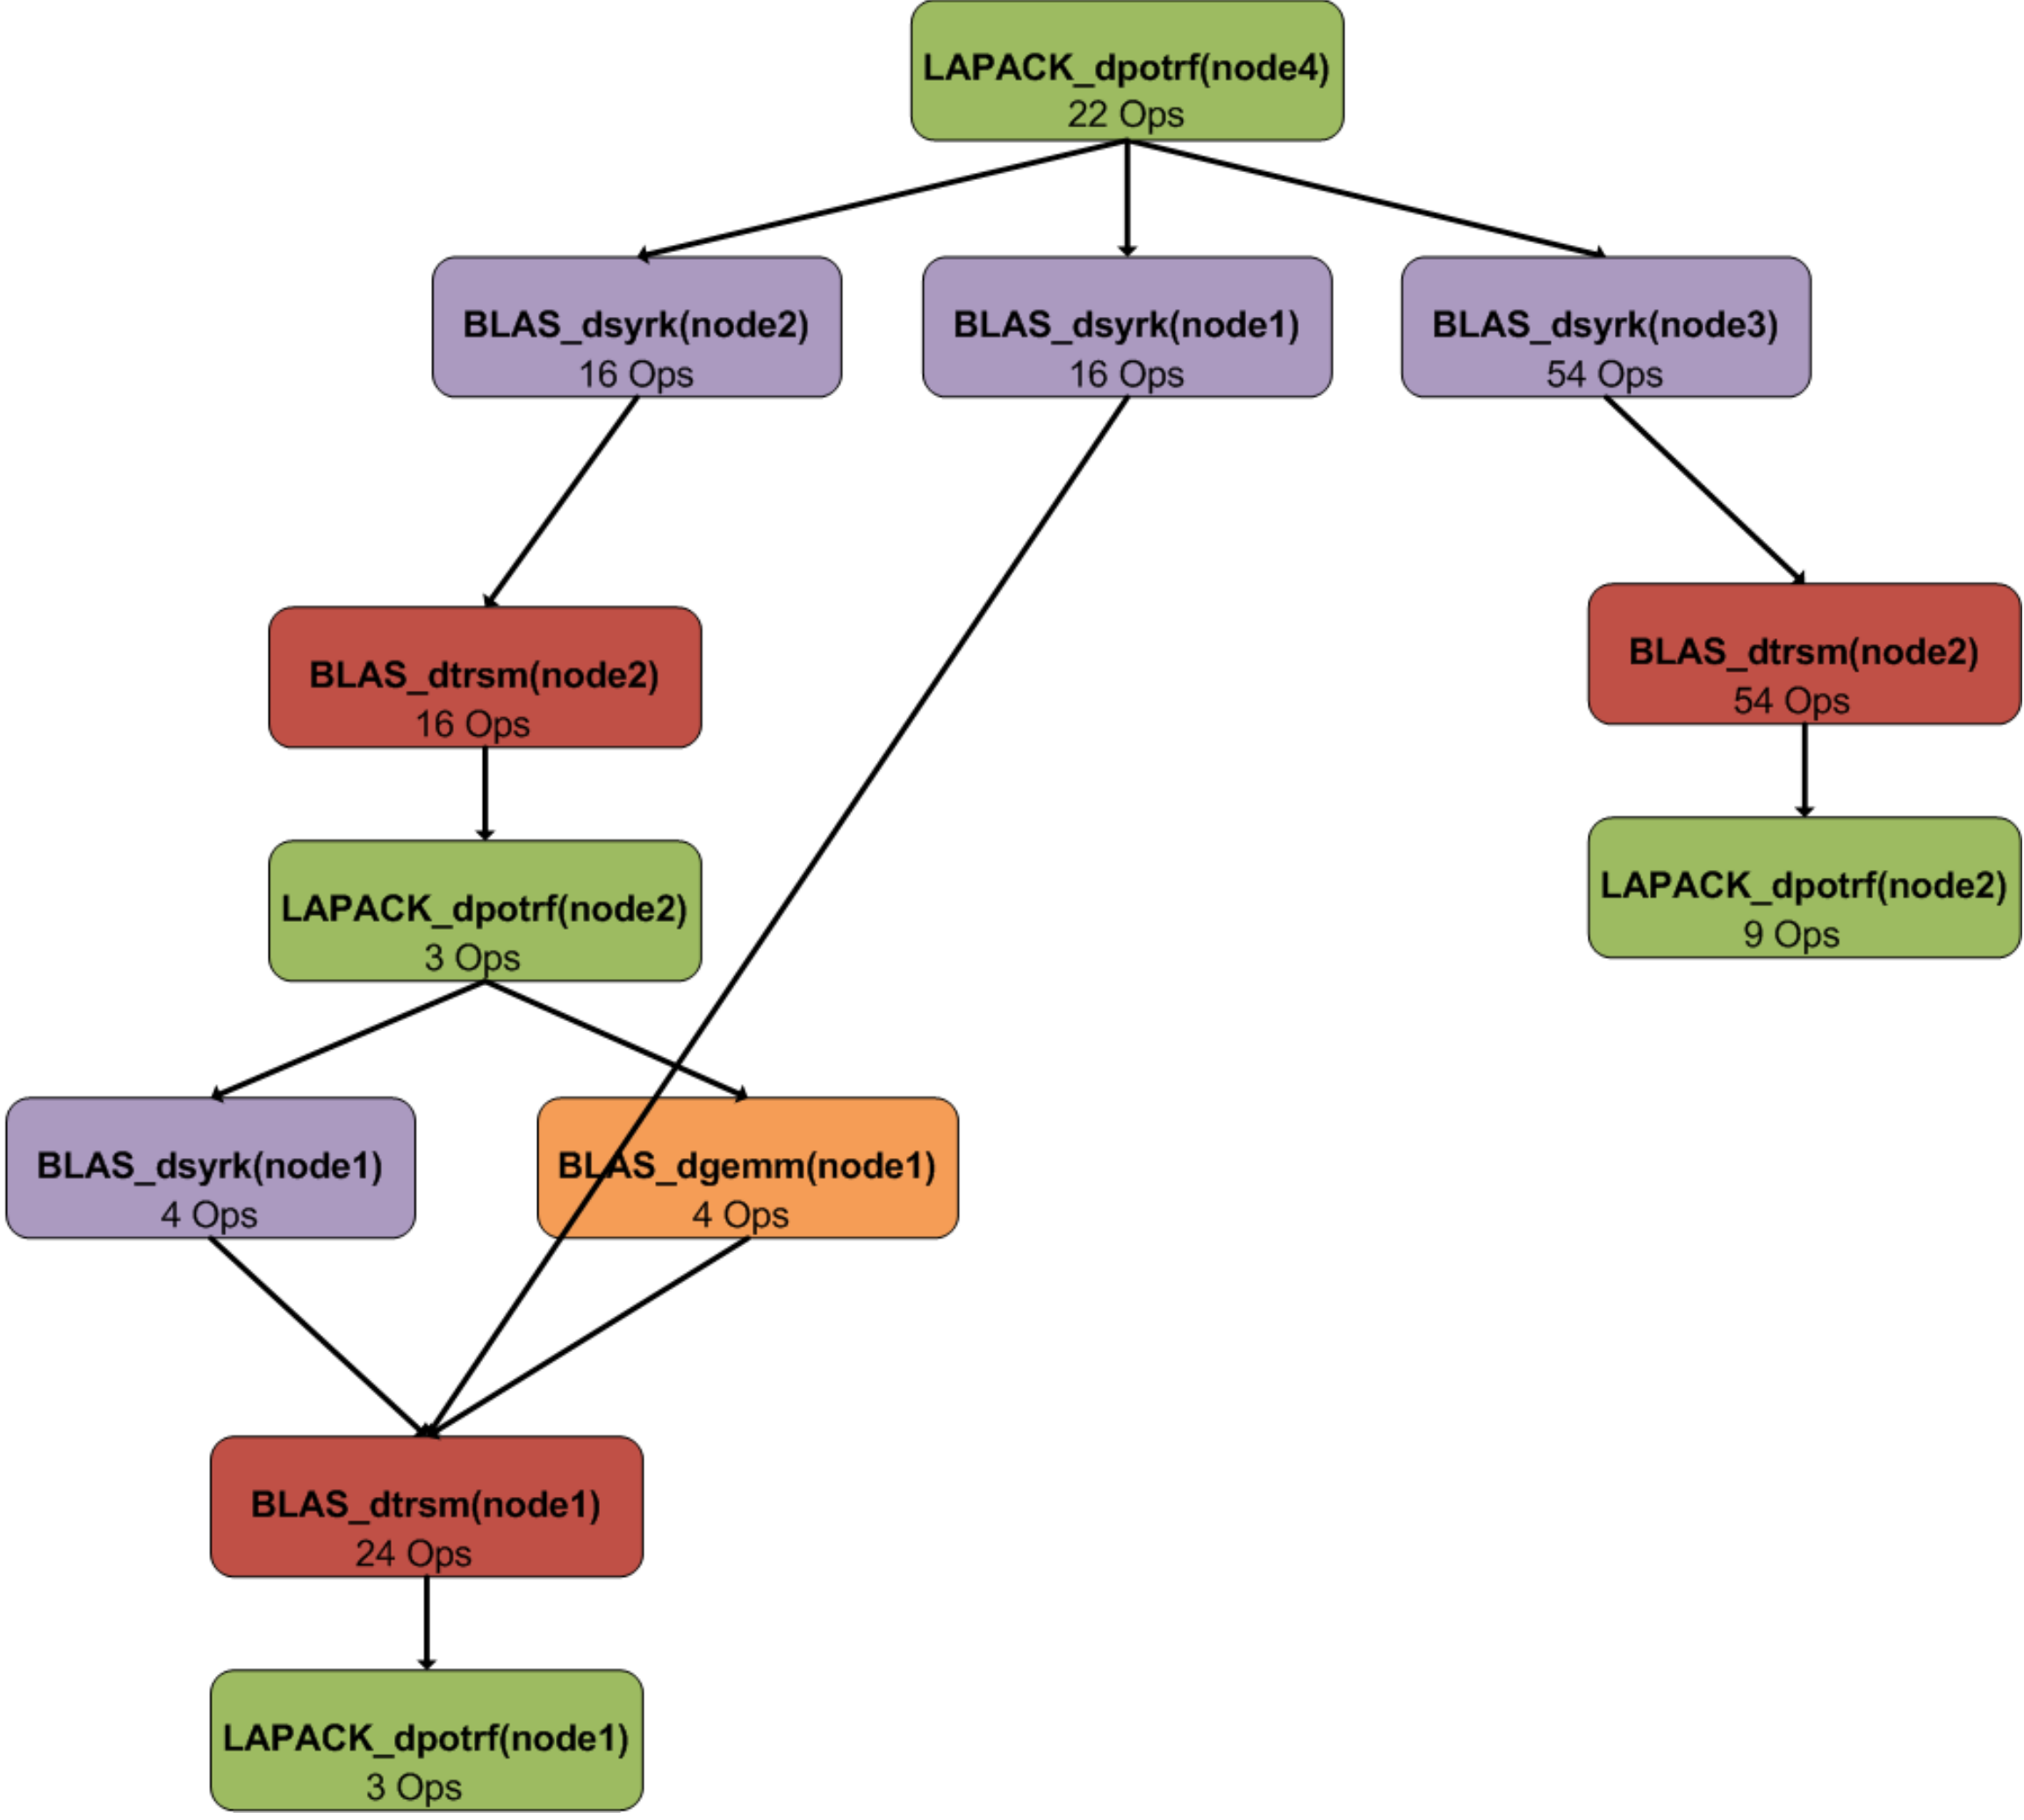 LAPACK_dpotrf(node4)
22 Ops
BLAS_dsyrk(node2)
16 Ops
BLAS_dsyrk(node1)
16 Ops
BLAS_dsyrk(node3)
54 Ops
BLAS_dtrsm(node2)
16 Ops
BLAS_dtrsm(node2)
54 Ops
LAPACK_dpotrf(node2)
3 Ops
LAPACK_dpotrf(node2)
9 Ops
BLAS_dsyrk(node1)
4 Ops
BLAS_dgemm(node1)
4 Ops
BLAS_dtrsm(node1)
24 Ops
LAPACK_dpotrf(node1)
3 Ops